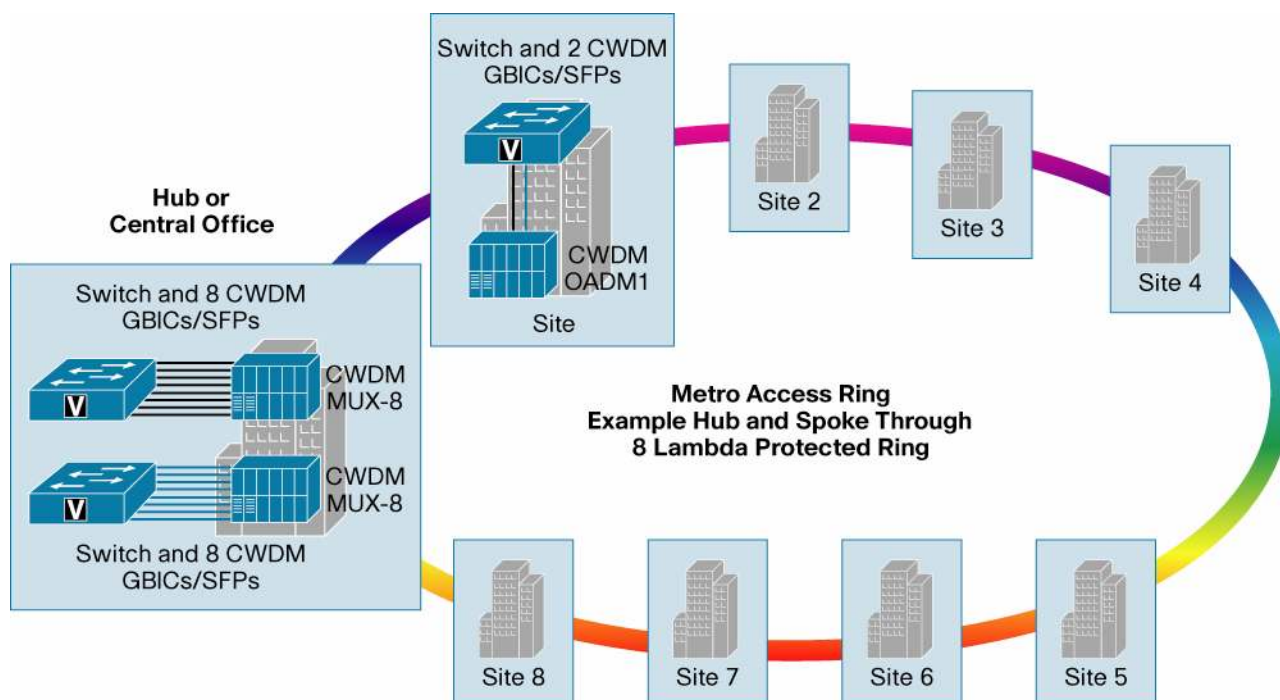 Switch and 2 CWDM
GBICs/SFPs
V
CWDM
OADM1
Site
Site 2
Site 3
Site 4
Hub or
Central Office
Switch and 8 CWDM
GBICs/SFPs
V
CWDM
MUX-8
V
CWDM
MUX-8
Switch and 8 CWDM
GBICs/SFPs
Metro Access Ring
Example Hub and Spoke Through
8 Lambda Protected Ring
Site 8
Site 7
Site 6
Site 5